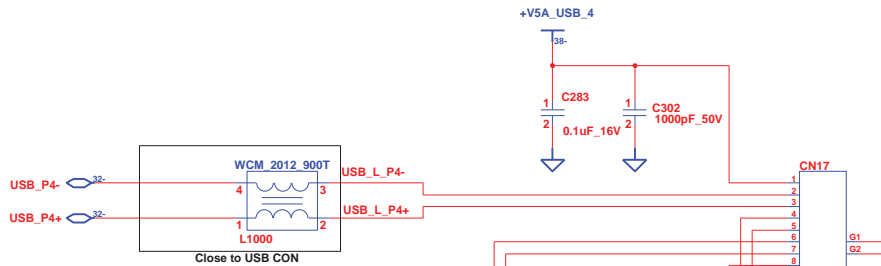 +V5A_USB_4
38-
1
C283
2
0.1uF_16V
1
C302
1000pF_50V
2
CN17
WCM_2012_900T
USB_L_P4-
USB_P4-
32-
4
3
USB_P4+
32-
1
2
USB_L_P4+
L1000
Close to USB CON
1
2
3
4
5
6
7
8
G1
G2